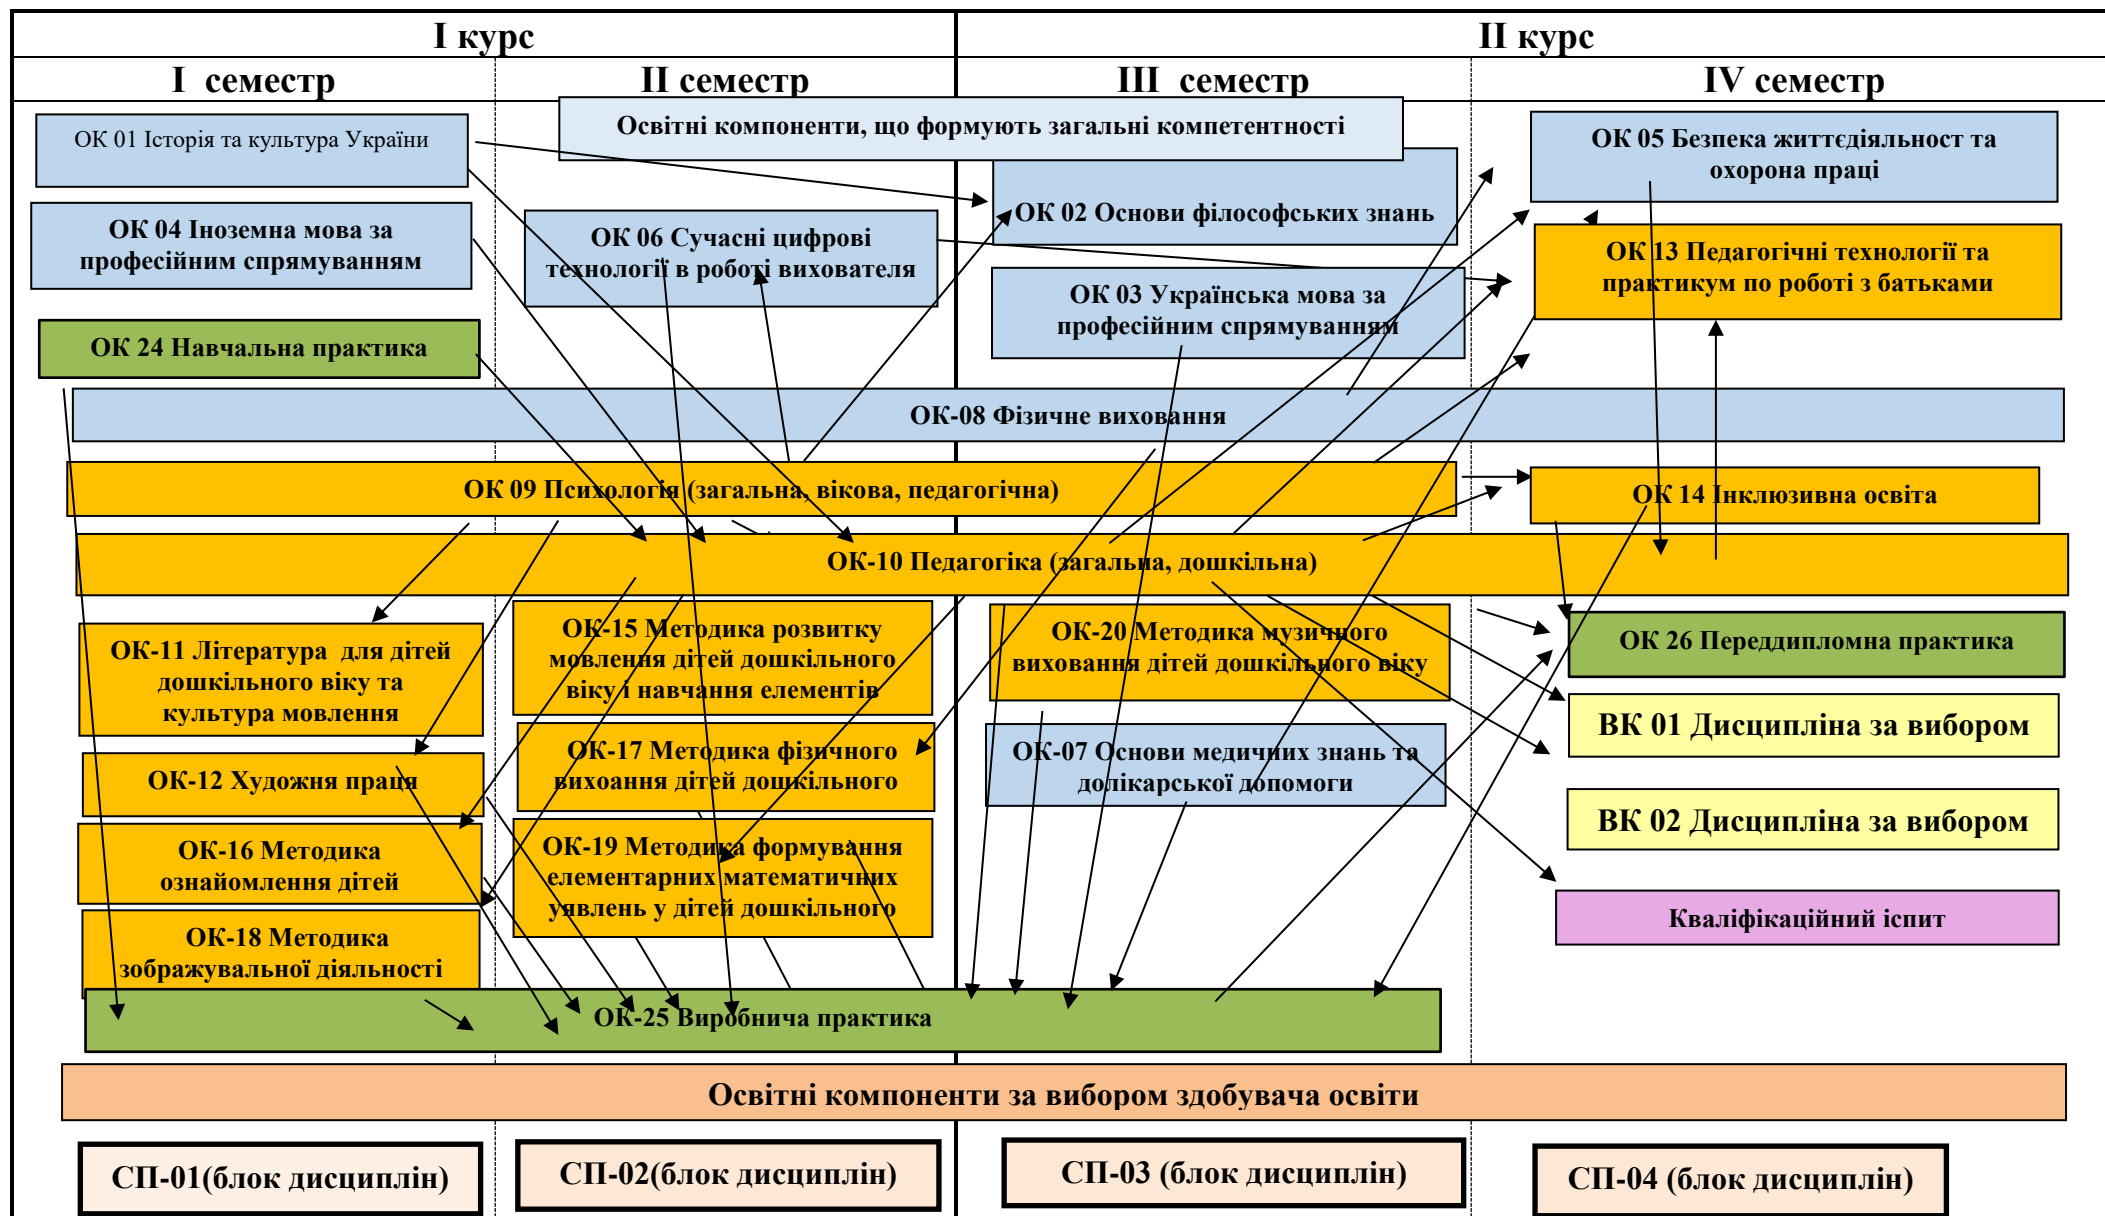 І курс
ІІ курс
І семестр
ІІ семестр
ІІІ семестр
IV семестр
Освітні компоненти, що формують загальні компетентності
ОК 01 Історія та культура України
ОК 04 Іноземна мова за
професійним спрямуванням
ОК 24 Навчальна практика
ОК 06 Сучасні цифрові
технології в роботі вихователя
ОК 02 Основи філософських знань
ОК 03 Українська мова за
професійним спрямуванням
ОК 05 Безпека життєдіяльност та
охорона праці
ОК 13 Педагогічні технології та
практикум по роботі з батьками
ОК-08 Фізичне виховання
ОК 09 Психологія (загальна, вікова, педагогічна)
ОК 14 Інклюзивна освіта
ОК-10 Педагогіка (загальна, дошкільна)
ОК-11 Література для дітей
дошкільного віку та
культура мовлення
ОК-12 Художня праця
ОК-16 Методика
ознайомлення дітей
ОК-18 Методика
зображувальної діяльності
ОК-15 Методика розвитку
мовлення дітей дошкільного
віку і навчання елементів
ОК-17 Методика фізичного
вихоання дітей дошкільного
ОК-19 Методика формування
елементарних математичних
уявлень у дітей дошкільного
ОК-20 Методика музичного
виховання дітей дошкільного віку
ОК-07 Основи медичних знань та
долікарської допомоги
ОК 26 Переддипломна практика
ВК 01 Дисципліна за вибором
ВК 02 Дисципліна за вибором
Кваліфікаційний іспит
ОК-25 Виробнича практика
Освітні компоненти за вибором здобувача освіти
СП-01(блок дисциплін)
СП-02(блок дисциплін)
СП-03 (блок дисциплін)
СП-04 (блок дисциплін)